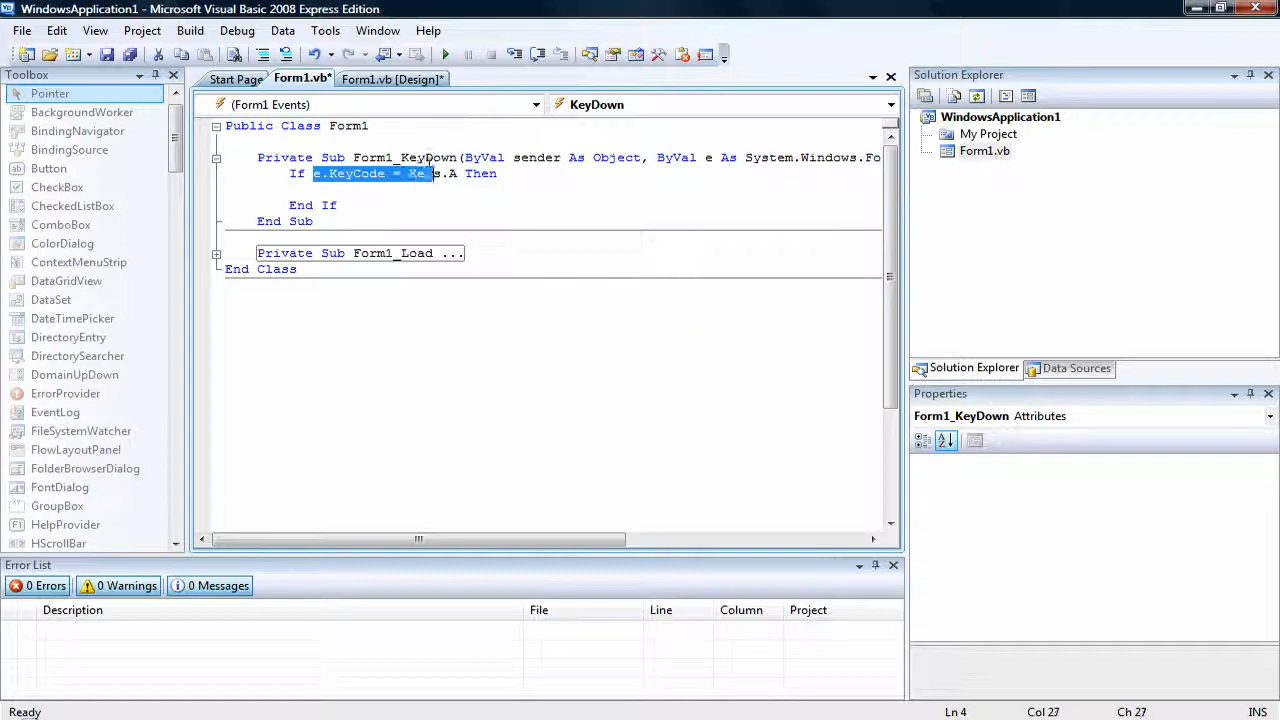 WindowsApplication1 - Microsoft Visual Basic 2008 Express Edition
File Edit View Project Build Debug Data Tools Window Help
Toolbox
Start Page Form1.vb* Form1.vb [Design]*
Solution Explorer
Pointer
BackgroundWorker
BindingNavigator
BindingSource
Button
CheckBox
CheckedListBox
ComboBox
ColorDialog
ContextMenuStrip
DataGridView
DataSet
DateTimePicker
DirectoryEntry
DirectorySearcher
DomainUpDown
ErrorProvider
EventLog
FileSystemWatcher
FlowLayoutPanel
FolderBrowserDialog
FontDialog
GroupBox
HelpProvider
HScrollBar
(Form1 Events) KeyDown
Public Class Form1
Private Sub Form1_KeyDown(ByVal sender As Object, ByVal e As System.Windows.Fo
If e.KeyCode = Keys.A Then
End If
End Sub
Private Sub Form1_Load ...
End Class
WindowsApplication1
My Project
Form1.vb
Solution Explorer Data Sources
Properties
Form1_KeyDown Attributes
Error List
0 Errors 0 Warnings 0 Messages
Description File Line Column Project
Ready Ln 4 Col 27 Ch 27 INS